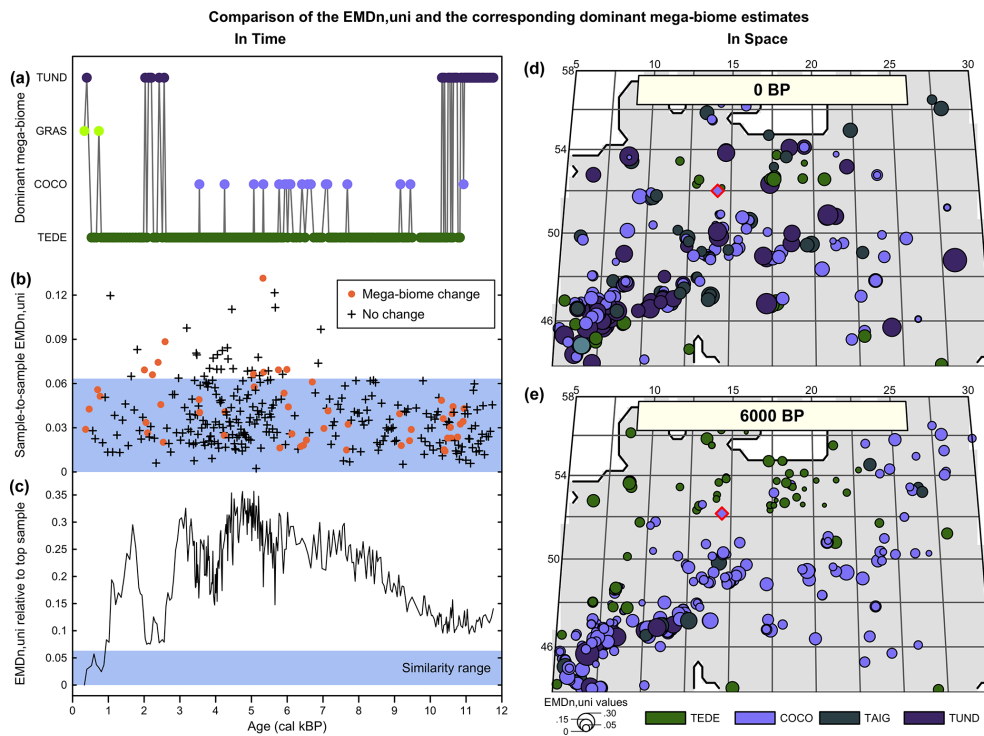 Comparison of the EMDn,uni and the corresponding dominant mega-biome estimates
In Time
In Space
(a)
Dominant mega-biome
TUND
GRAS
COCO
TEDE
(b)
Sample-to-sample EMDn,uni
0.12
0.09
0.06
0.03
0
Mega-biome change
No change
(c)
EMDn,uni relative to top sample
0.35
0.3
0.25
0.2
0.15
0.1
0.05
0
Similarity range
0 1 2 3 4 5 6 7 8 9 10 11 12
Age (cal kBP)
(d)
0 BP
5 10 15 20 25 30
58
54
50
46
(e)
6000 BP
5 10 15 20 25 30
58
54
50
46
EMDn,uni values
.30
.15 .05
0
TEDE COCO TAIG TUND